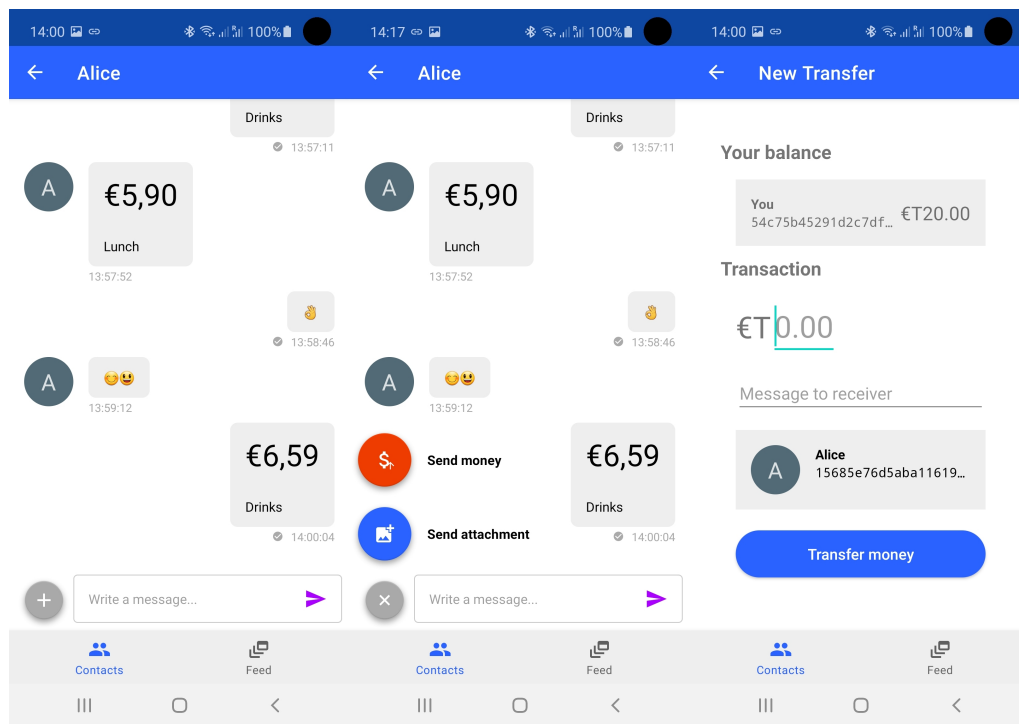 14:00
100%
Alice
Drinks
13:57:11
A
€5,90
Lunch
13:57:52
👌
13:58:46
A
😊😃
13:59:12
€6,59
Drinks
14:00:04
Write a message...
Contacts
Feed
14:17
100%
Alice
Drinks
13:57:11
A
€5,90
Lunch
13:57:52
👌
13:58:46
A
😊😃
13:59:12
€6,59
Send money
Drinks
Send attachment
14:00:04
Write a message...
Contacts
Feed
14:00
100%
New Transfer
Your balance
You
54c75b45291d2c7df…
€T20.00
Transaction
€T0.00
Message to receiver
A
Alice
15685e76d5aba11619…
Transfer money
Contacts
Feed